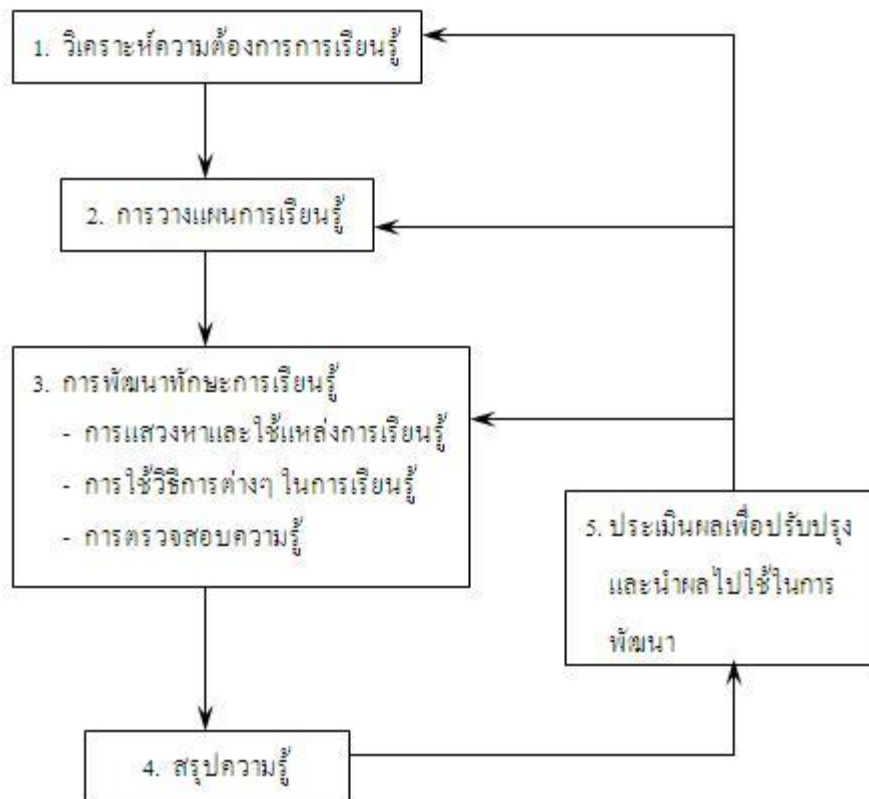 1. วิเคราะห์ความต้องการการเรียนรู้
2. การวางแผนการเรียนรู้
3. การพัฒนาทักษะการเรียนรู้
- การแสวงหาและใช้แหล่งการเรียนรู้
- การใช้วิธีการต่างๆ ในการเรียนรู้
- การตรวจสอบความรู้
4. สรุปความรู้
5. ประเมินผลเพื่อปรับปรุง
และนำผลไปใช้ในการ
พัฒนา